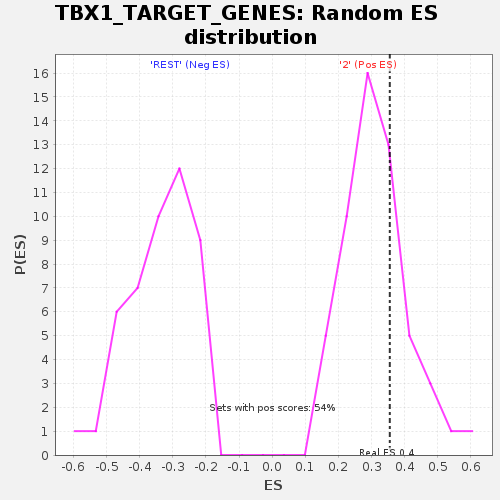 TBX1_TARGET_GENES: Random ES
distribution
'REST' (Neg ES)
'2' (Pos ES)
16
15
14
13
12
11
10
9
8
7
6
5
4
3
2
1
0
P(ES)
Sets with pos scores: 54%
Real ES 0.4
-0.6 -0.5 -0.4 -0.3 -0.2 -0.1 0.0 0.1 0.2 0.3 0.4 0.5 0.6
ES